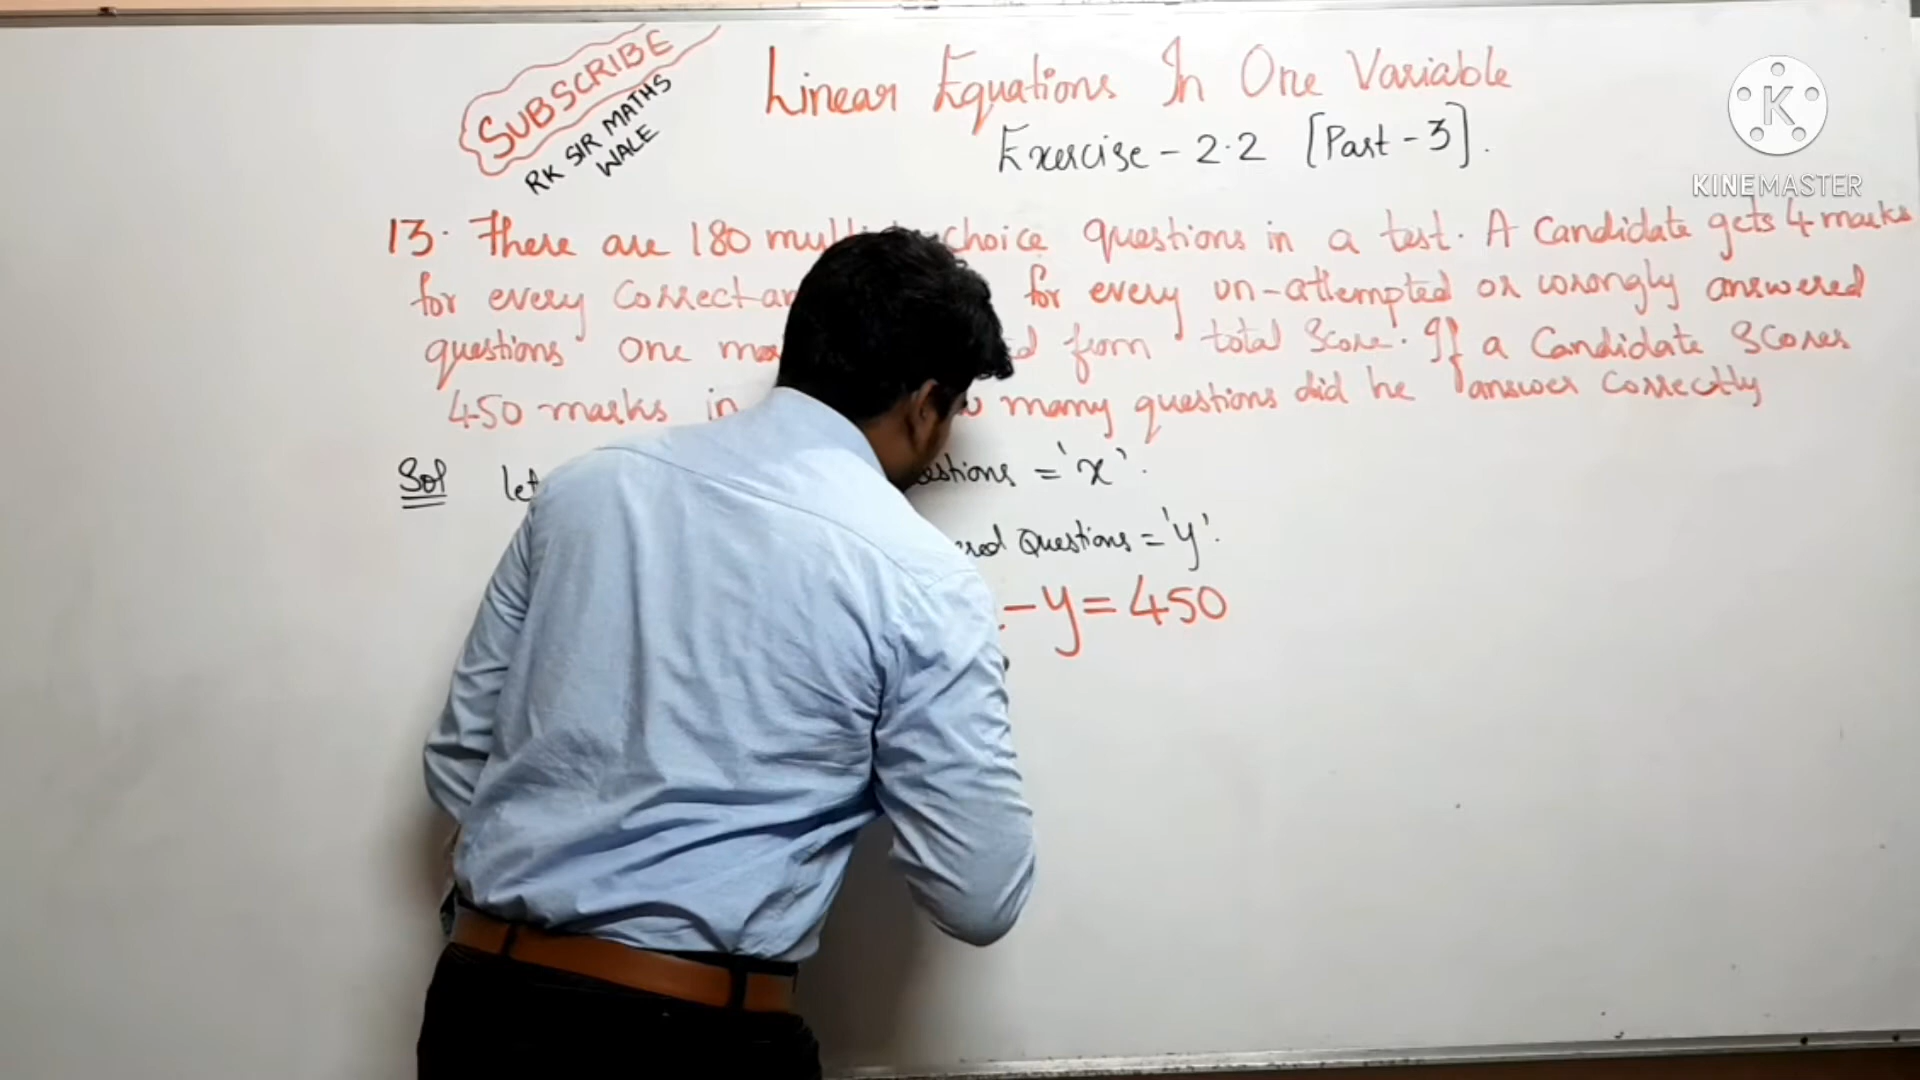 SUBSCRIBE
RK SIR MATHS
WALE
Linear Equations In One Variable
Exercise - 2.2 [Part - 3].
K
KINEMASTER
13. There are 180 choice questions in a test. A Candidate gets 4 marks
for every correct for every un-attempted or wrongly answered
questions one from total Score. If a Candidate Scores
450 marks in many questions did he answer correctly
Sol let = 'x'.
Questions = 'y'.
- y = 450